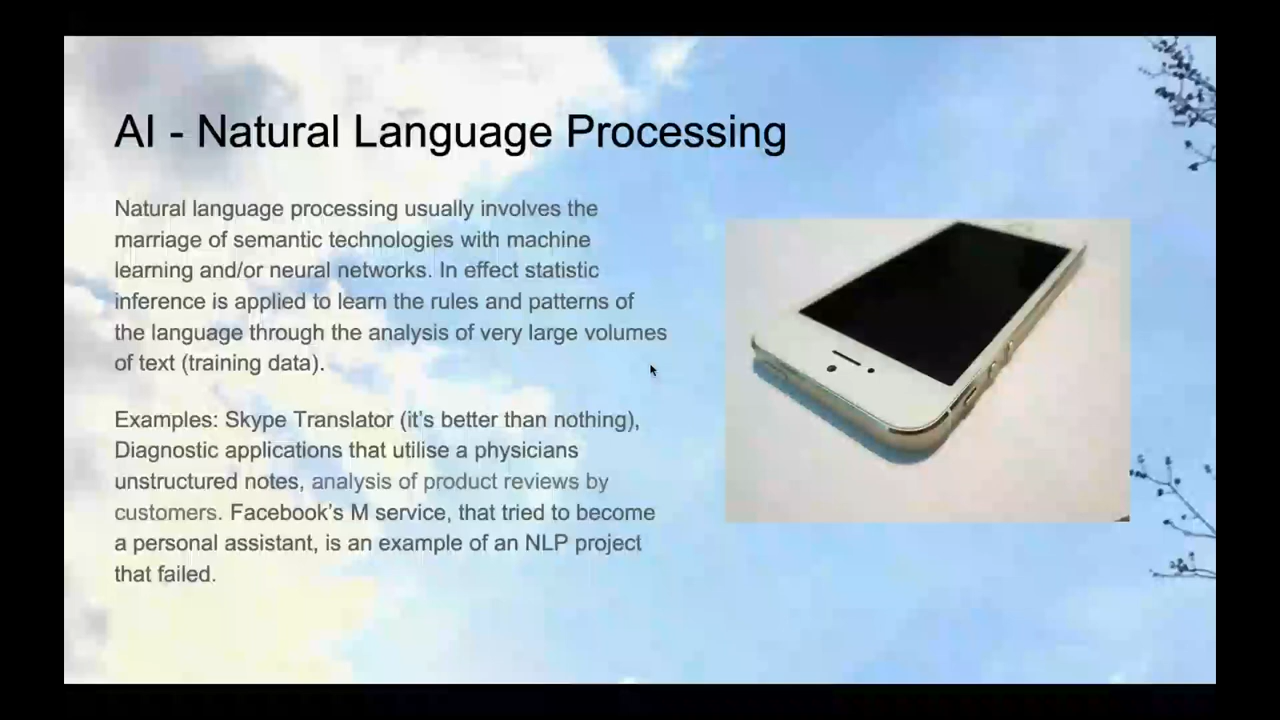 AI - Natural Language Processing
Natural language processing usually involves the
marriage of semantic technologies with machine
learning and/or neural networks. In effect statistic
inference is applied to learn the rules and patterns of
the language through the analysis of very large volumes
of text (training data).
Examples: Skype Translator (it's better than nothing),
Diagnostic applications that utilise a physicians
unstructured notes, analysis of product reviews by
customers. Facebook's M service, that tried to become
a personal assistant, is an example of an NLP project
that failed.